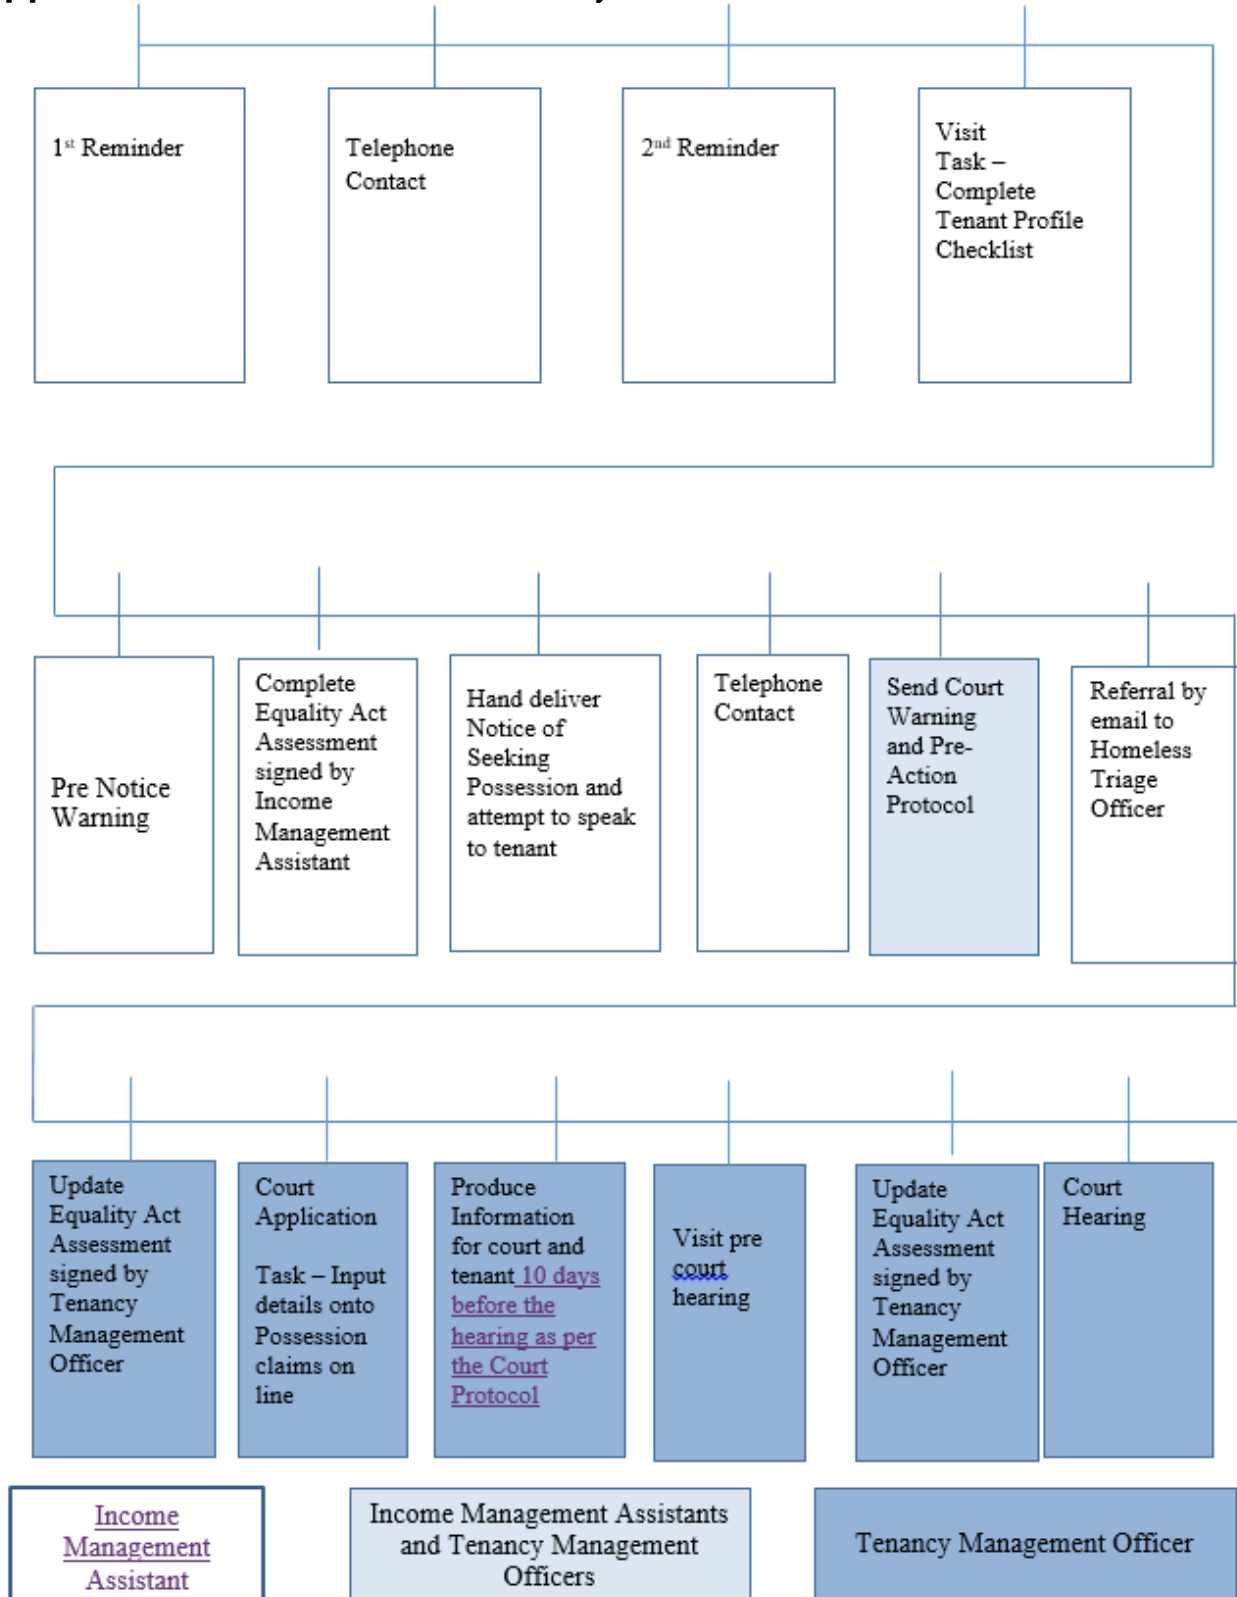 1st Reminder
Telephone
Contact
2nd Reminder
Visit
Task –
Complete
Tenant Profile
Checklist
Pre Notice
Warning
Complete
Equality Act
Assessment
signed by
Income
Management
Assistant
Hand deliver
Notice of
Seeking
Possession and
attempt to speak
to tenant
Telephone
Contact
Send Court
Warning
and Pre-
Action
Protocol
Referral by
email to
Homeless
Triage
Officer
Update
Equality Act
Assessment
signed by
Tenancy
Management
Officer
Court
Application
Task – Input
details onto
Possession
claims on
line
Produce
Information
for court and
tenant 10 days
before the
hearing as per
the Court
Protocol
Visit pre
court
hearing
Update
Equality Act
Assessment
signed by
Tenancy
Management
Officer
Court
Hearing
Income
Management
Assistant
Income Management Assistants
and Tenancy Management
Officers
Tenancy Management Officer